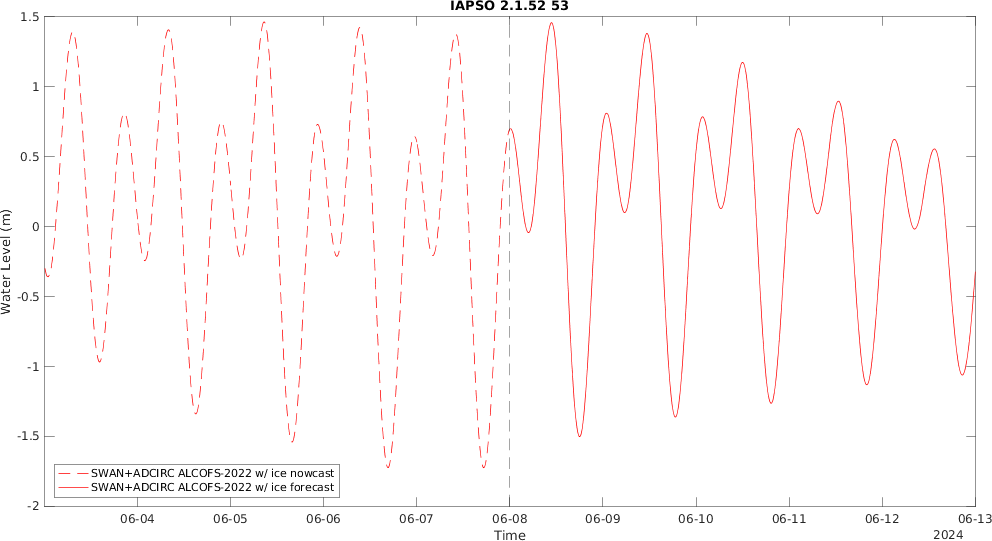 IAPSO 2.1.52 53
1.5
1
0.5
0
-0.5
-1
-1.5
-2
Water Level (m)
SWAN+ADCIRC ALCOFS-2022 w/ ice nowcast
SWAN+ADCIRC ALCOFS-2022 w/ ice forecast
06-04 06-05 06-06 06-07 06-08 06-09 06-10 06-11 06-12 06-13
Time
2024